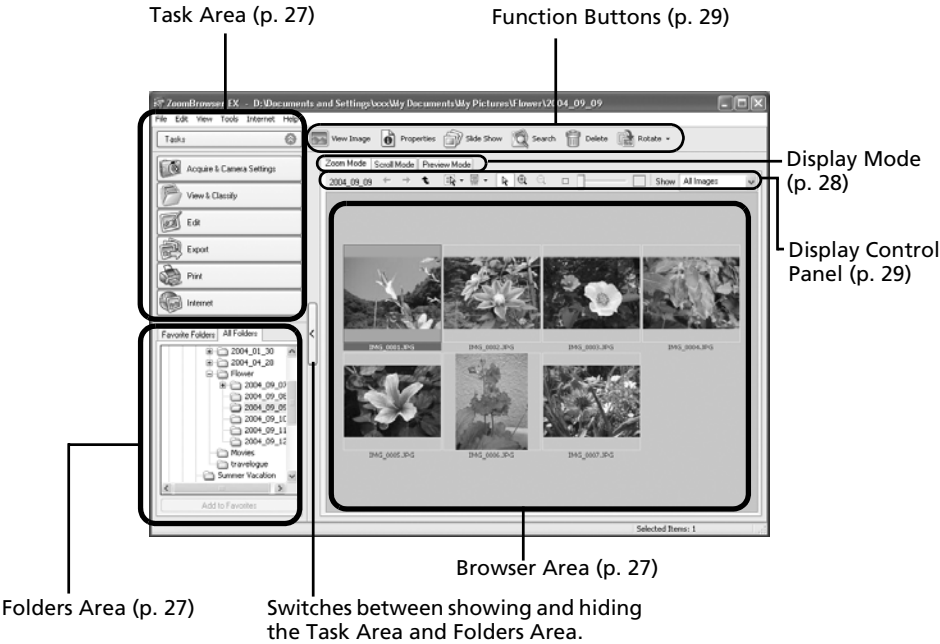 Task Area (p. 27)
Function Buttons (p. 29)
ZoomBrowser EX - D:\Documents and Settings\xxx\My Documents\My Pictures\Flower\2004_09_09
File Edit View Tools Internet Help
Tasks
View Image Properties Slide Show Search Delete Rotate
Zoom Mode Scroll Mode Preview Mode
Display Mode
(p. 28)
Acquire & Camera Settings
2004_09_09 Show All Images
View & Classify
Edit
Display Control
Panel (p. 29)
Export
Print
Internet
Favorite Folders All Folders
IMG_0001.JPG IMG_0002.JPG IMG_0003.JPG IMG_0004.JPG
2004_01_30
2004_04_28
Flower
2004_09_07
2004_09_08
2004_09_09
2004_09_10
2004_09_11
2004_09_12
Movies
travelogue
IMG_0005.JPG IMG_0006.JPG IMG_0007.JPG
Summer Vacation
Add to Favorites
Selected Items: 1
Browser Area (p. 27)
Folders Area (p. 27)
Switches between showing and hiding
the Task Area and Folders Area.